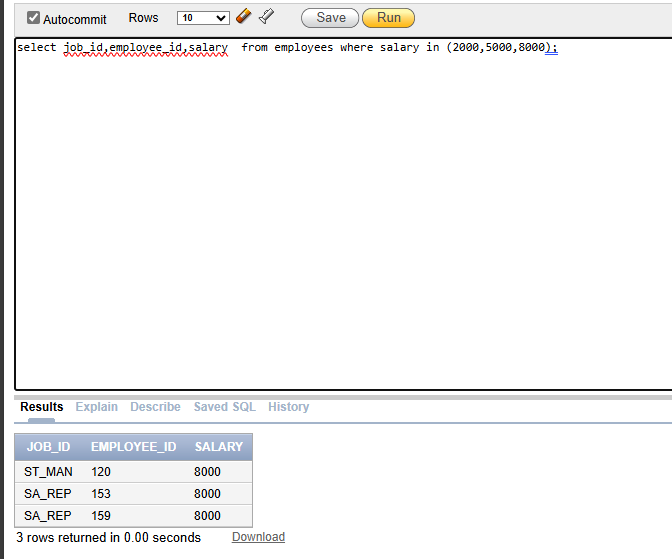 Autocommit Rows 10 Save Run
select job_id,employee_id,salary  from employees where salary in (2000,5000,8000);
Results Explain Describe Saved SQL History
JOB_ID EMPLOYEE_ID SALARY
ST_MAN 120 8000
SA_REP 153 8000
SA_REP 159 8000
3 rows returned in 0.00 seconds Download